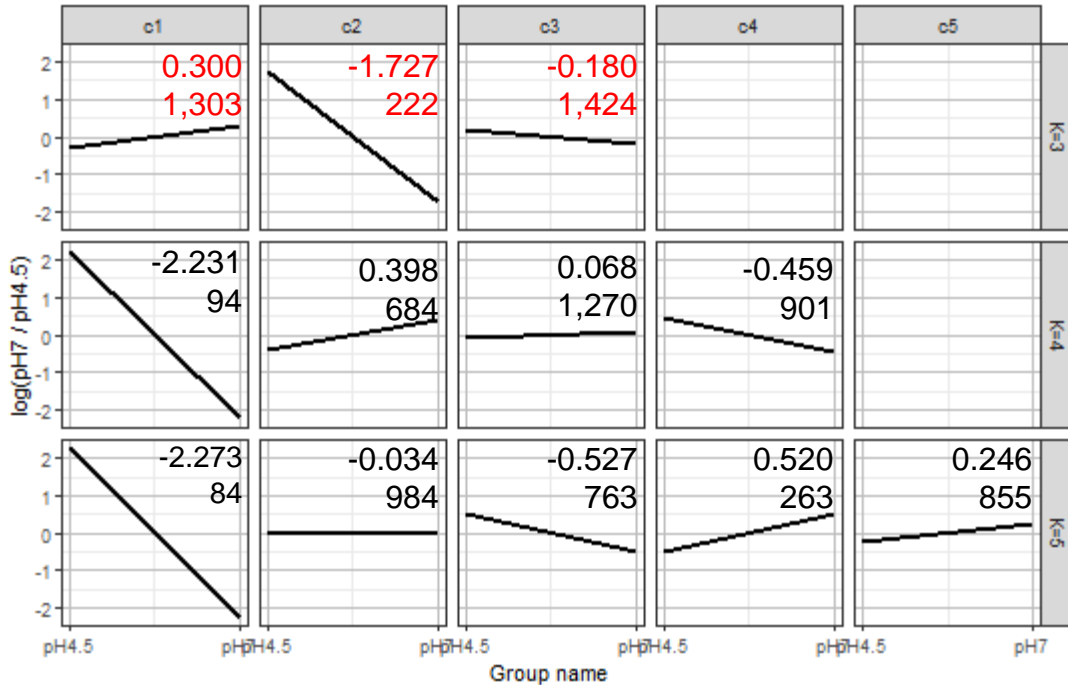 c1 c2 c3 c4 c5
2 0.300 -1.727 -0.180
1 1,303 222 1,424
0
-1
-2
K=3
2 -2.231 0.398 0.068 -0.459
1 94 684 1,270 901
0
-1
-2
K=4
2 -2.273 -0.034 -0.527 0.520 0.246
1 84 984 763 263 855
0
-1
-2
K=5
log(pH7 / pH4.5)
pH4.5 pH7 pH4.5 pH7 pH4.5 pH7 pH4.5 pH7 pH4.5 pH7
Group name